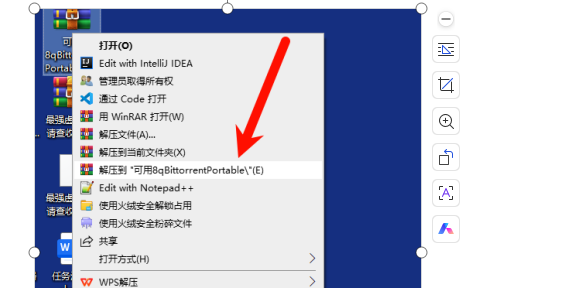 可
8qBitt
Porta
打开(O)
Edit with IntelliJ IDEA
管理员取得所有权
通过 Code 打开
用 WinRAR 打开(W)
解压文件(A)...
解压到当前文件夹(X)
解压到 "可用8qBittorrentPortable\"(E)
Edit with Notepad++
使用火绒安全解锁占用
使用火绒安全粉碎文件
共享
打开方式(H)
WPS解压
最强
请查收
最强
请查收
W
任务